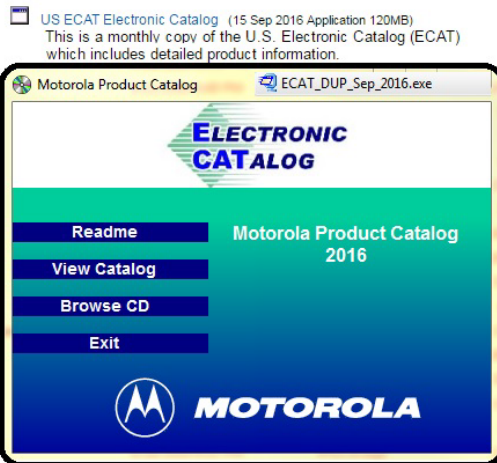 US ECAT Electronic Catalog (15 Sep 2016 Application 120MB)
This is a monthly copy of the U.S. Electronic Catalog (ECAT)
which includes detailed product information.
Motorola Product Catalog ECAT_DUP_Sep_2016.exe
ELECTRONIC
CATALOG
Readme
Motorola Product Catalog
2016
View Catalog
Browse CD
Exit
MOTOROLA